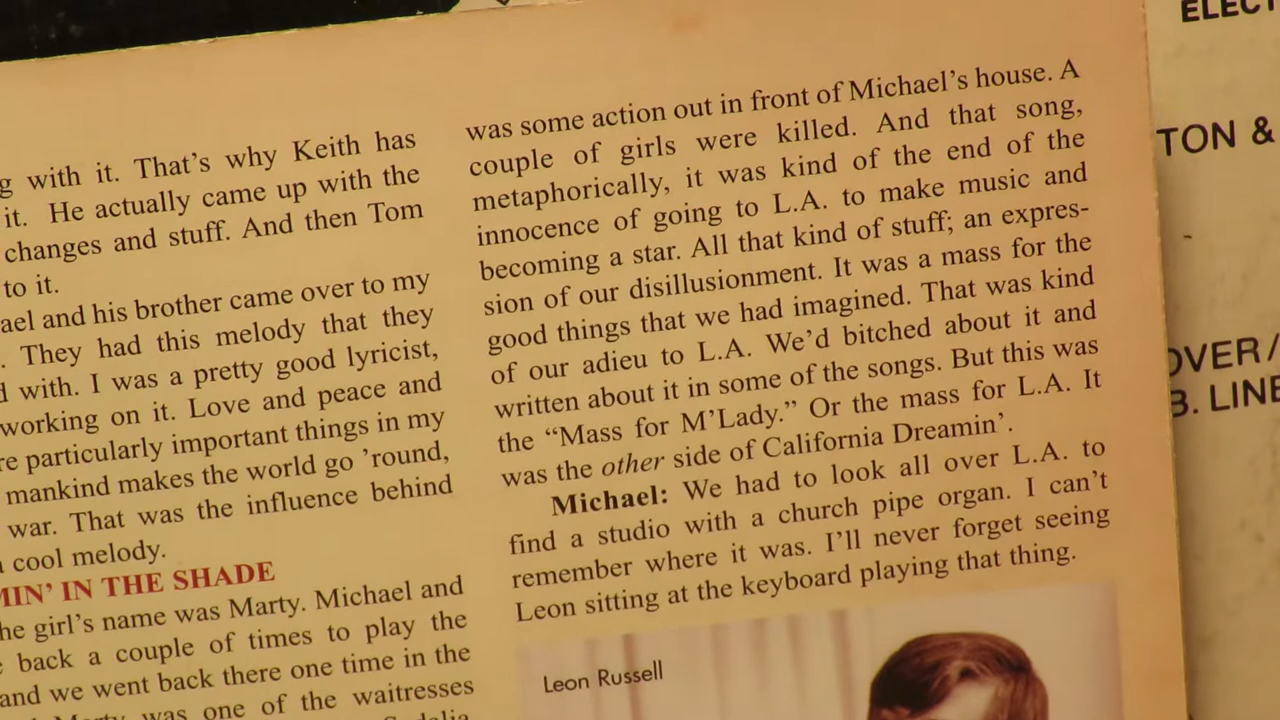 g with it. That's why Keith has
it. He actually came up with the
changes and stuff. And then Tom
to it.
ael and his brother came over to my
. They had this melody that they
d with. I was a pretty good lyricist,
working on it. Love and peace and
re particularly important things in my
mankind makes the world go 'round,
war. That was the influence behind
a cool melody.
MIN' IN THE SHADE
he girl's name was Marty. Michael and
e back a couple of times to play the
and we went back there one time in the
Marty was one of the waitresses
was some action out in front of Michael's house. A
couple of girls were killed. And that song,
metaphorically, it was kind of the end of the
innocence of going to L.A. to make music and
becoming a star. All that kind of stuff; an expres-
sion of our disillusionment. It was a mass for the
good things that we had imagined. That was kind
of our adieu to L.A. We'd bitched about it and
written about it in some of the songs. But this was
the “Mass for M'Lady.” Or the mass for L.A. It
was the other side of California Dreamin'.
Michael: We had to look all over L.A. to
find a studio with a church pipe organ. I can't
remember where it was. I'll never forget seeing
Leon sitting at the keyboard playing that thing.
Leon Russell
ELECT
TON &
OVER /
B. LINE